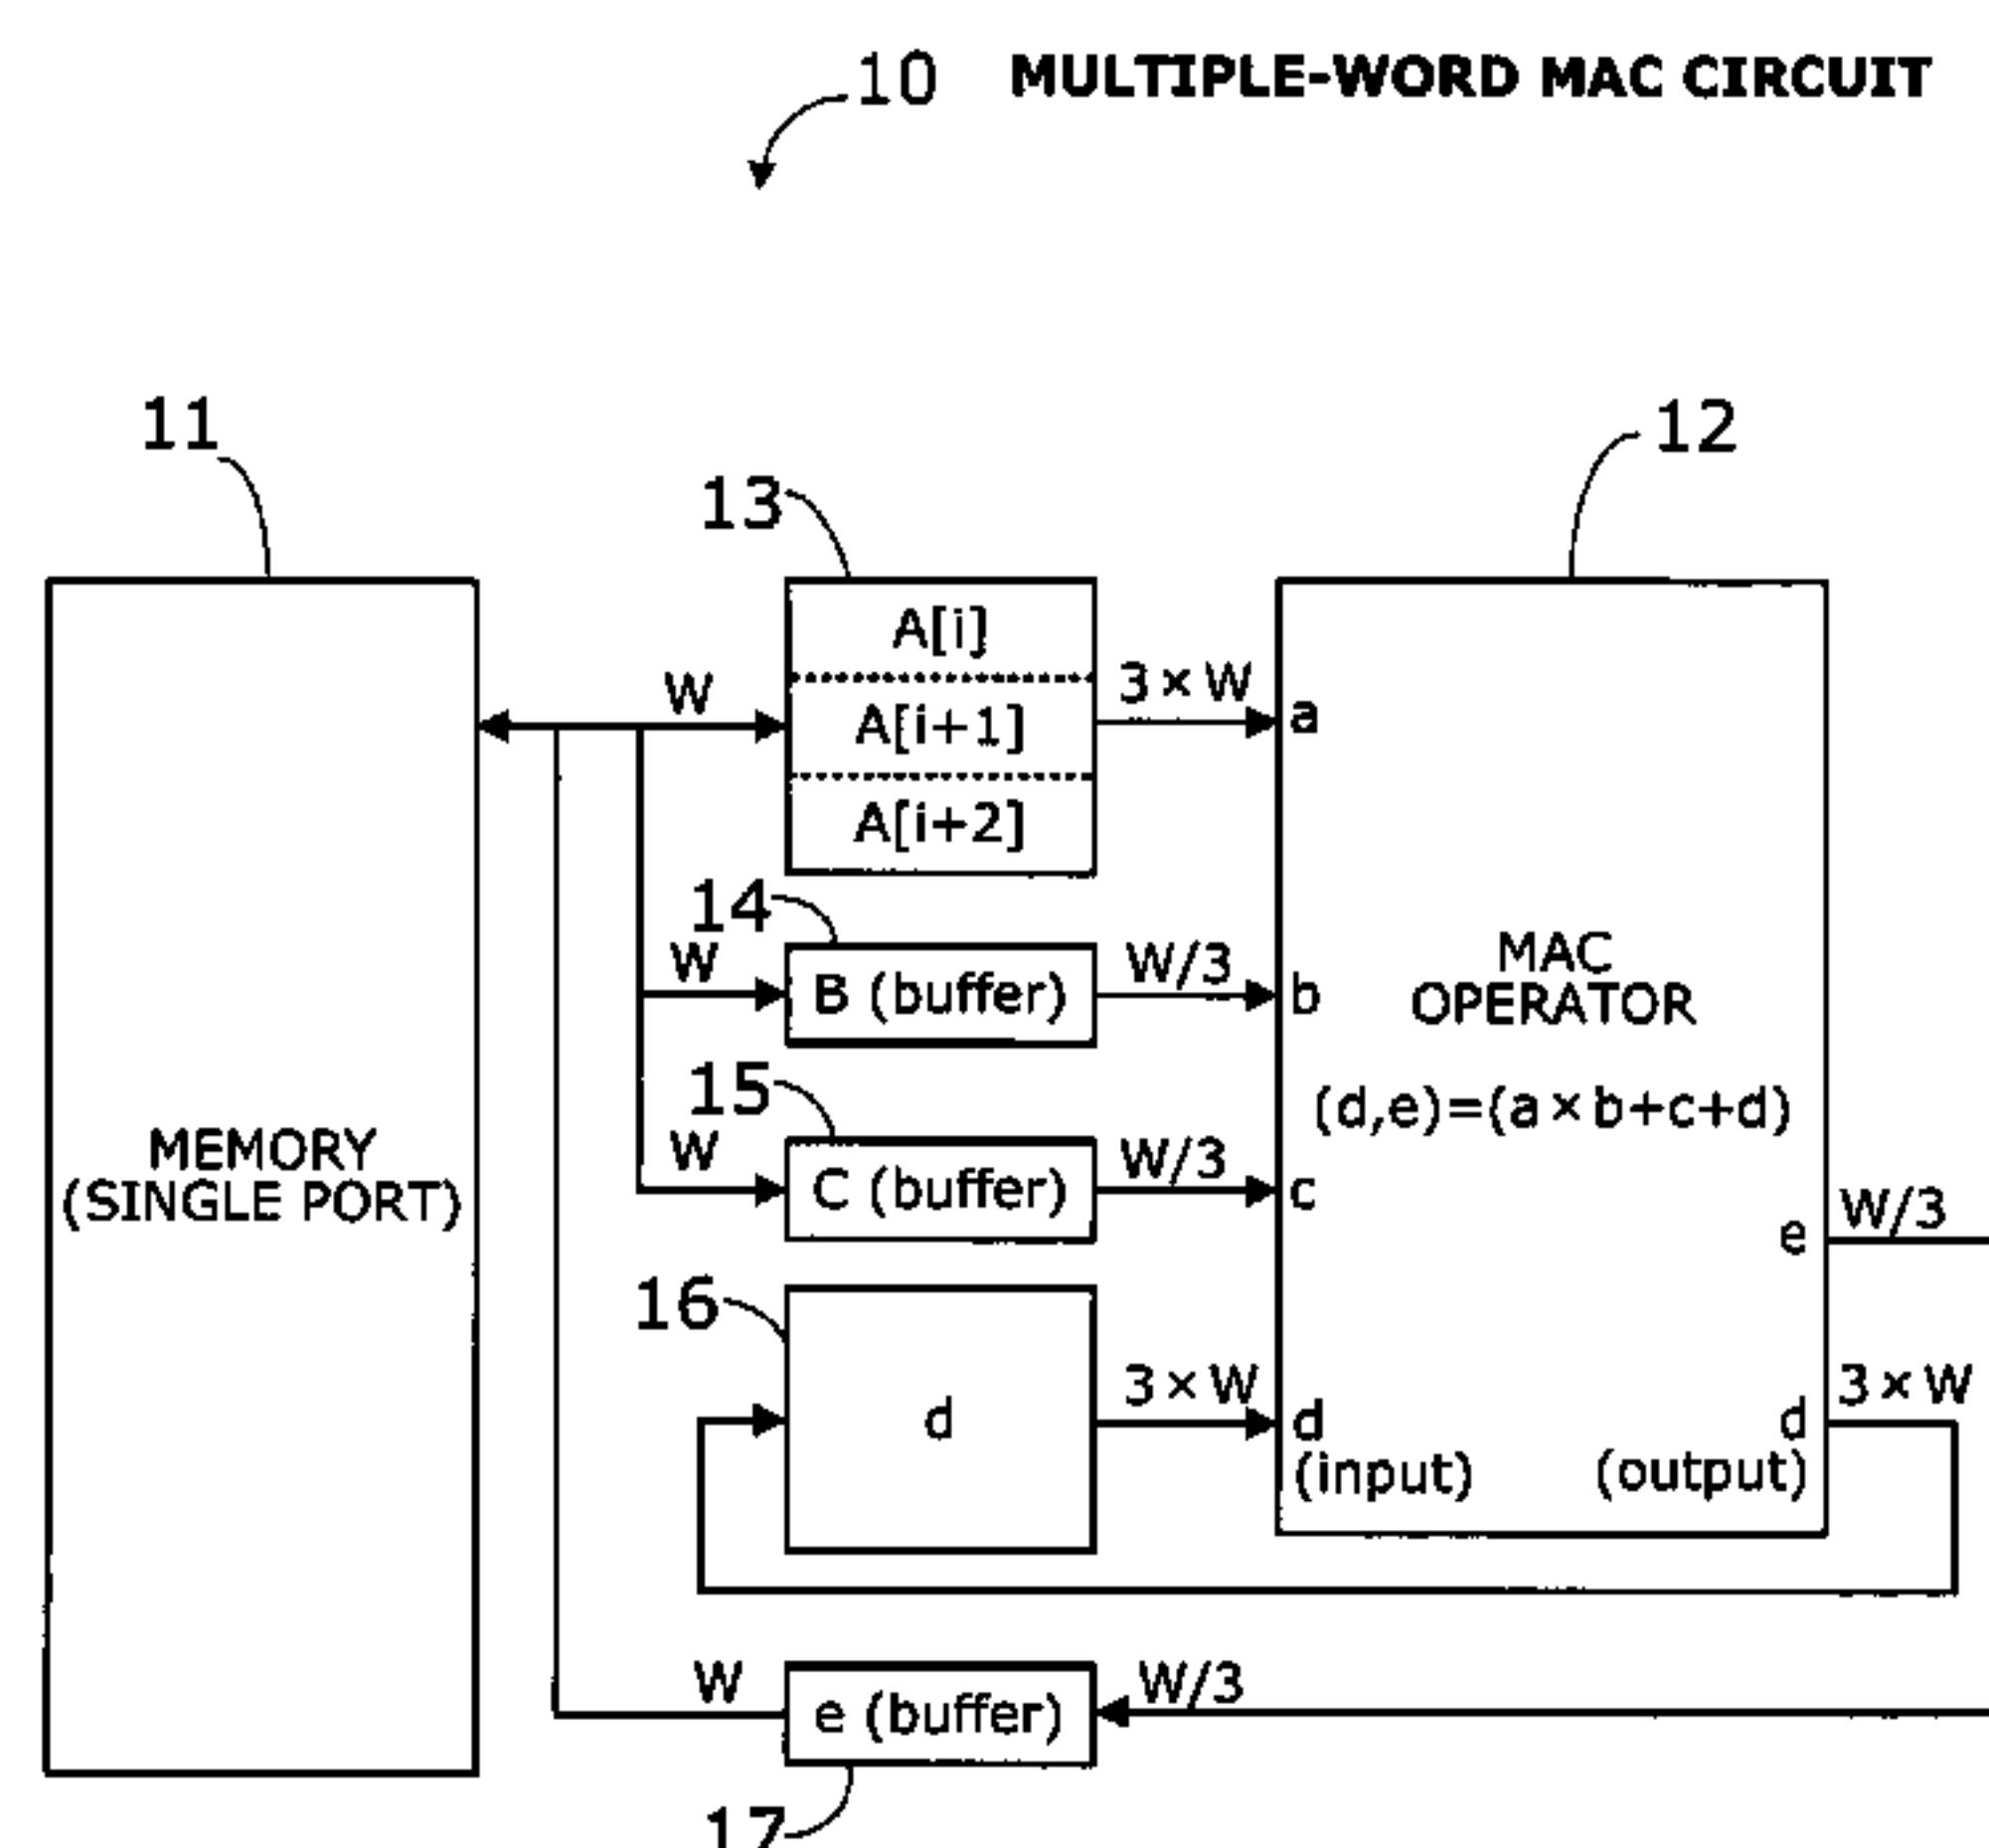 10 MULTIPLE-WORD MAC CIRCUIT
11
12
13
A[i]
W
3×W
A[i+1]
a
A[i+2]
14
W
B (buffer)
W/3
b
MAC
OPERATOR
15
(d,e)=(a×b+c+d)
W
C (buffer)
W/3
c
MEMORY
(SINGLE PORT)
e
W/3
16
d
3×W
d
(input)
d
(output)
3×W
W
e (buffer)
W/3
17